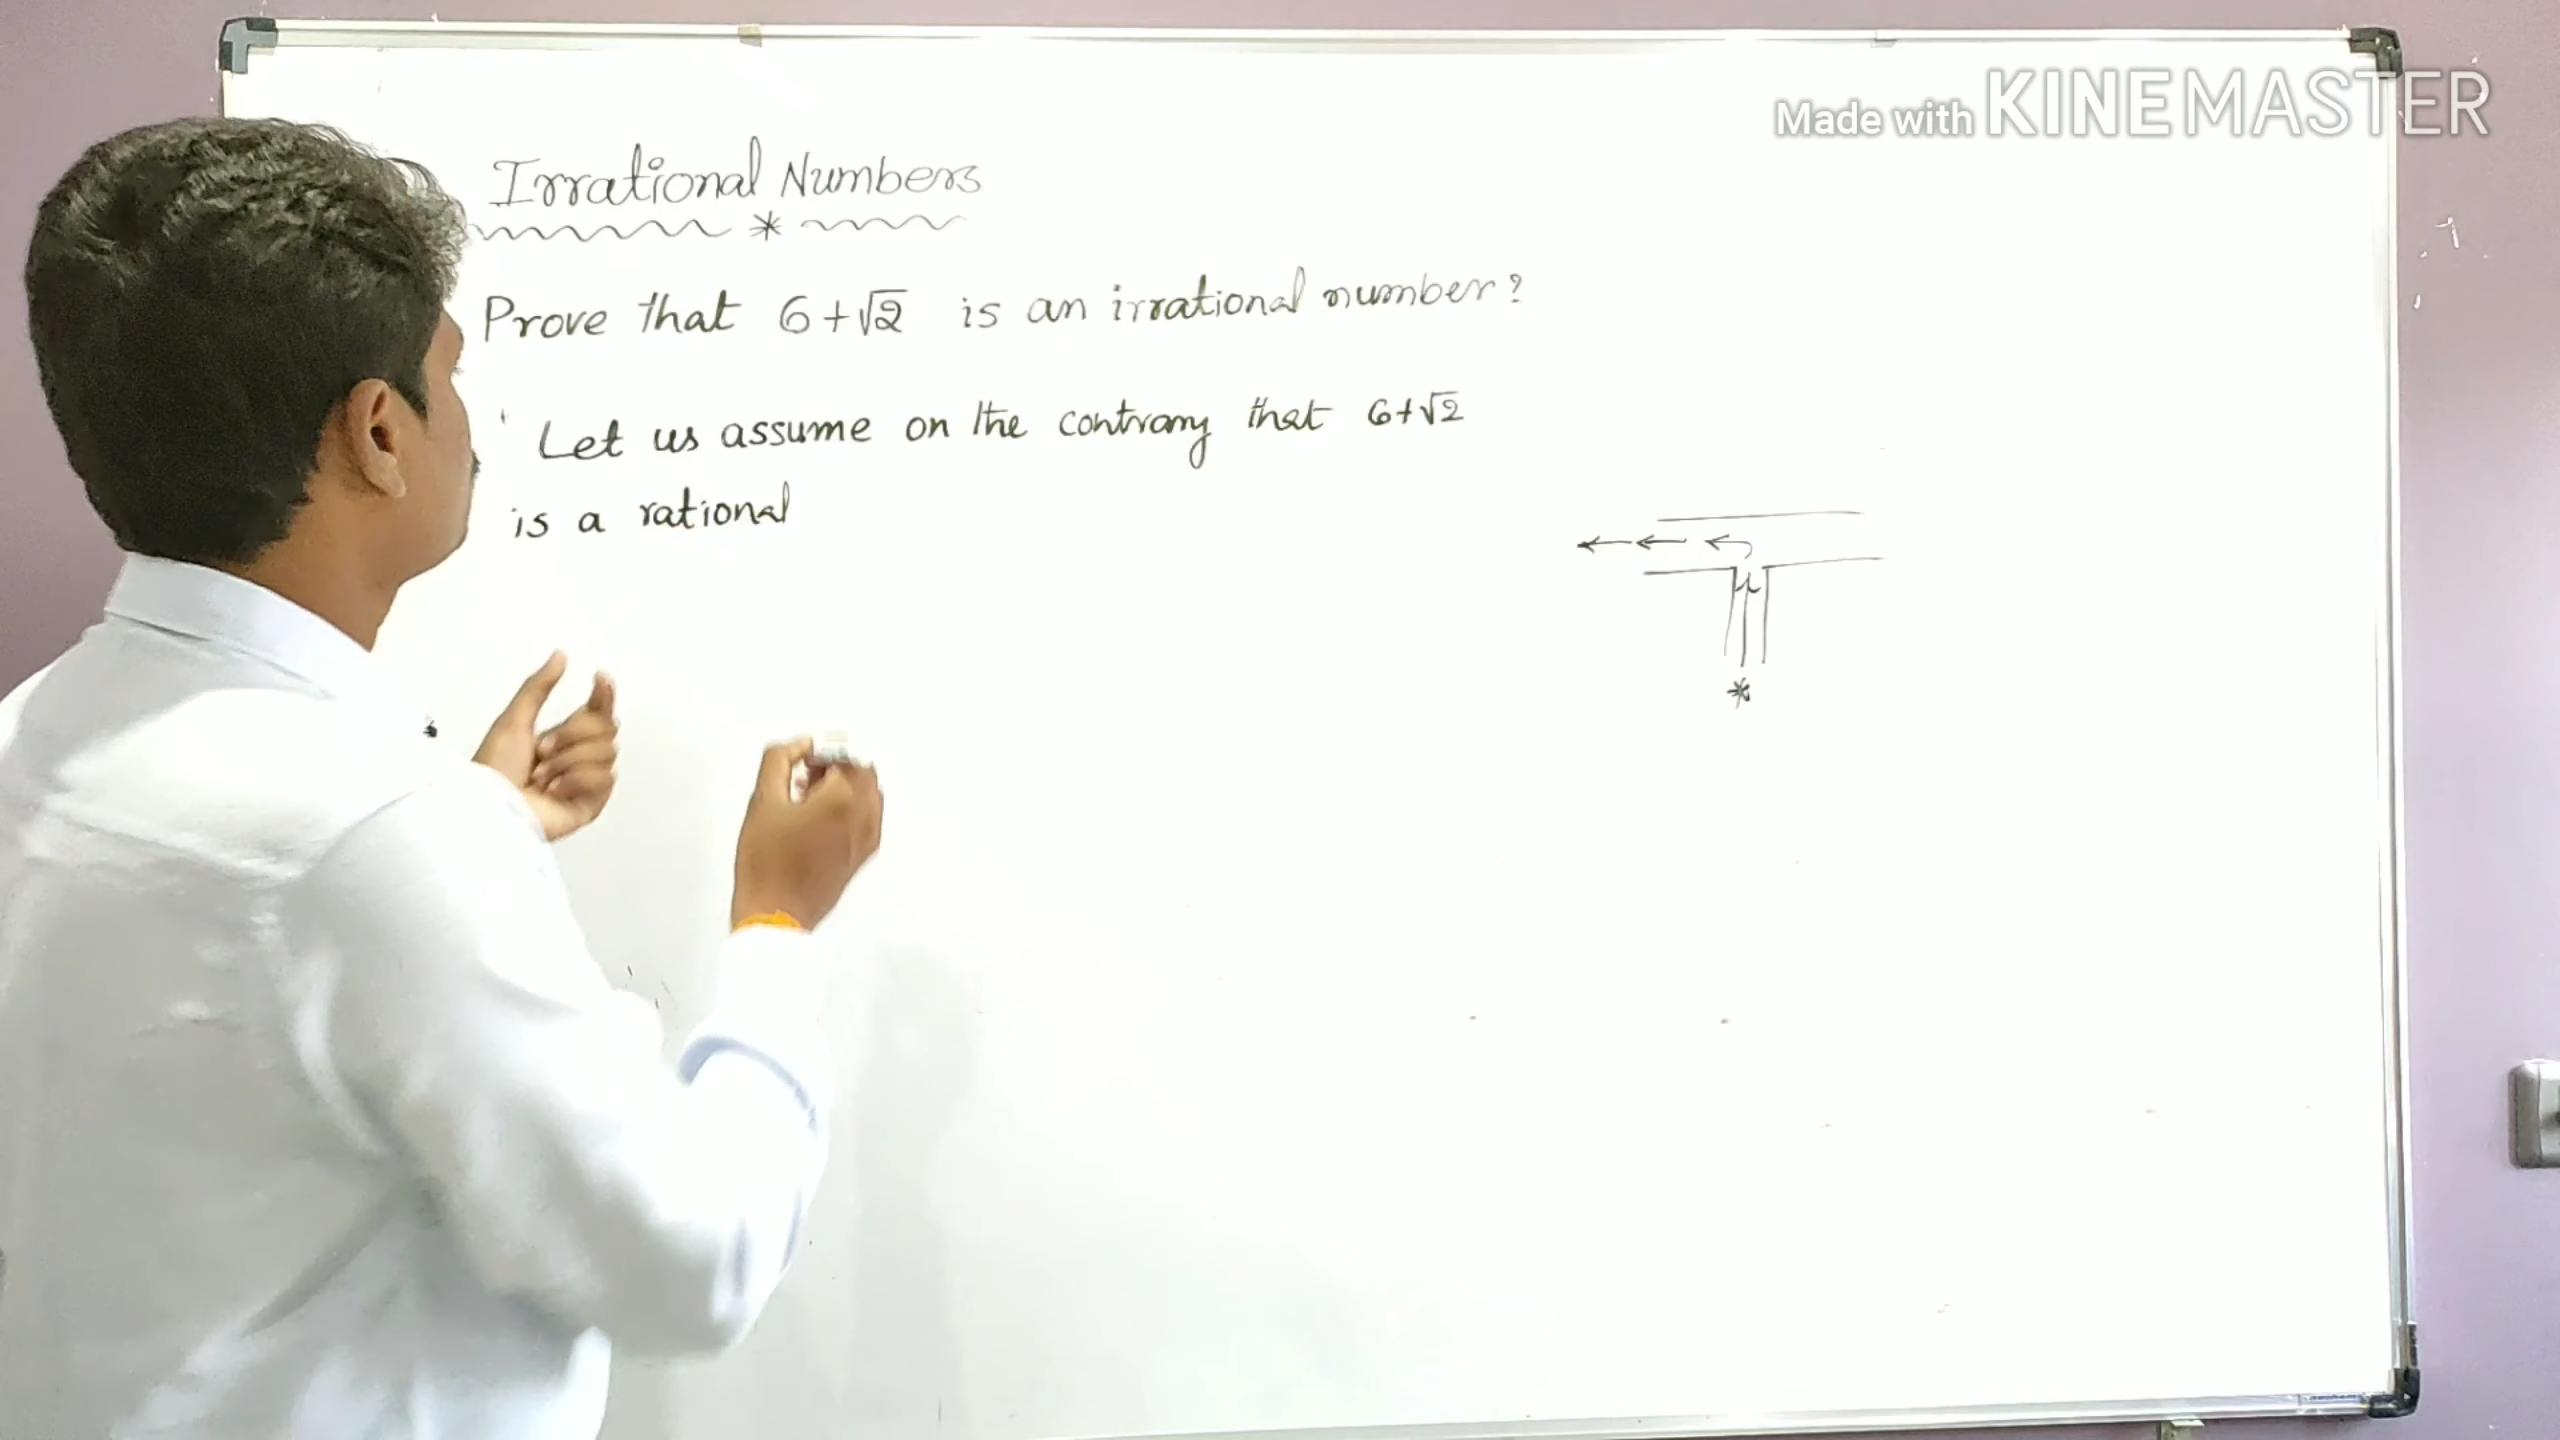 Made with KINEMASTER
Irrational Numbers
Prove that 6+√2 is an irrational number?
Let us assume on the contrary that 6+√2
is a rational